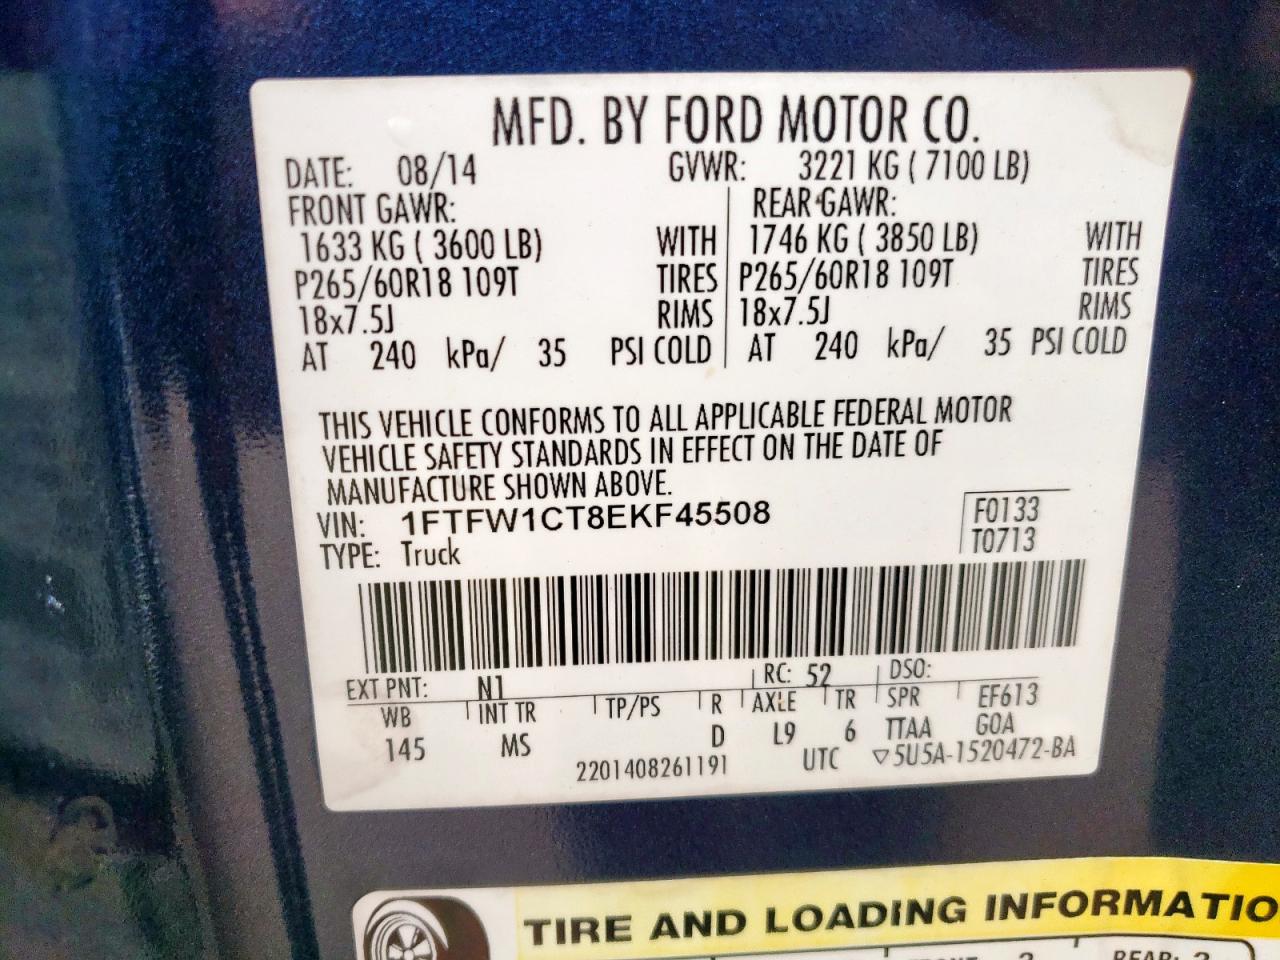 MFD. BY FORD MOTOR CO.
DATE: 08/14 GVWR: 3221 KG ( 7100 LB)
FRONT GAWR: REAR GAWR:
1633 KG ( 3600 LB) WITH 1746 KG ( 3850 LB) WITH
P265/60R18 109T TIRES P265/60R18 109T TIRES
18x7.5J RIMS 18x7.5J RIMS
AT 240 kPa/ 35 PSI COLD AT 240 kPa/ 35 PSI COLD
THIS VEHICLE CONFORMS TO ALL APPLICABLE FEDERAL MOTOR
VEHICLE SAFETY STANDARDS IN EFFECT ON THE DATE OF
MANUFACTURE SHOWN ABOVE.
VIN: 1FTFW1CT8EKF45508 F0133
TYPE: Truck T0713
EXT PNT: N1 RC: 52 DSO:
WB INT TR TP/PS R AXLE TR SPR EF613
145 MS D L9 6 TTAA GOA
2201408261191 UTC ▽5U5A-1520472-BA
TIRE AND LOADING INFORMATIO